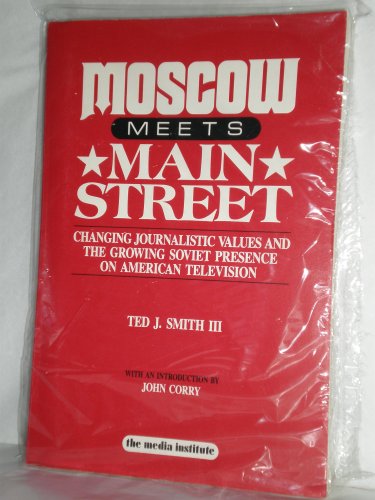 MOSCOW
MEETS
★MAIN★
STREET
CHANGING JOURNALISTIC VALUES AND
THE GROWING SOVIET PRESENCE
ON AMERICAN TELEVISION
TED J. SMITH III
WITH AN INTRODUCTION BY
JOHN CORRY
the media institute